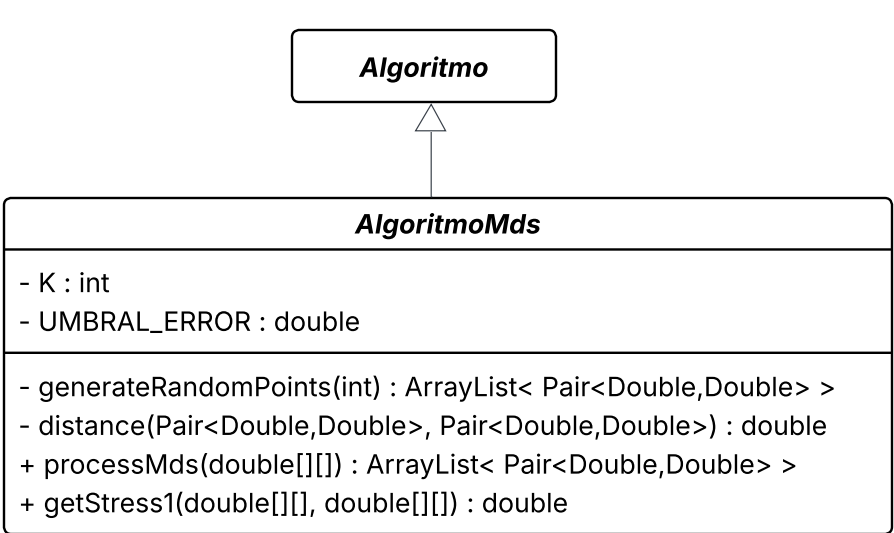 Algoritmo
AlgoritmoMds
- K : int
- UMBRAL_ERROR : double
- generateRandomPoints(int) : ArrayList< Pair<Double,Double> >
- distance(Pair<Double,Double>, Pair<Double,Double>) : double
+ processMds(double[][]) : ArrayList< Pair<Double,Double> >
+ getStress1(double[][], double[][]) : double